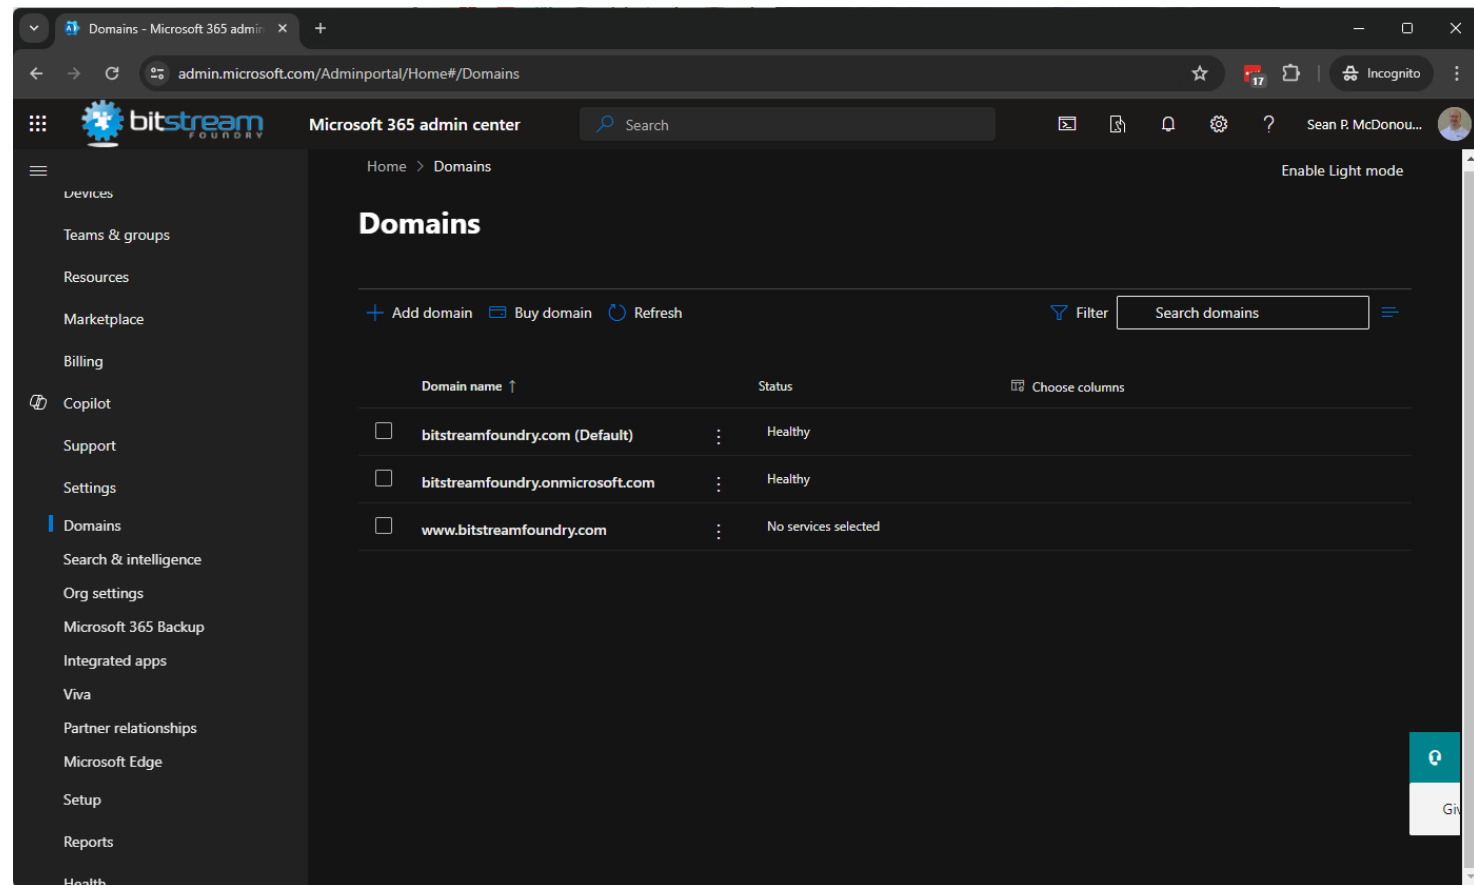 Domains - Microsoft 365 admin
admin.microsoft.com/Adminportal/Home#/Domains
17
Incognito
bitstream
FOUNDRY
Microsoft 365 admin center
Search
?
Sean P. McDonou...
Home > Domains
Enable Light mode
Devices
Teams & groups
Resources
Marketplace
Billing
Copilot
Support
Settings
Domains
Search & intelligence
Org settings
Microsoft 365 Backup
Integrated apps
Viva
Partner relationships
Microsoft Edge
Setup
Reports
Health
Domains
Add domain Buy domain Refresh
Filter Search domains
Domain name ↑ Status Choose columns
bitstreamfoundry.com (Default) Healthy
bitstreamfoundry.onmicrosoft.com Healthy
www.bitstreamfoundry.com No services selected